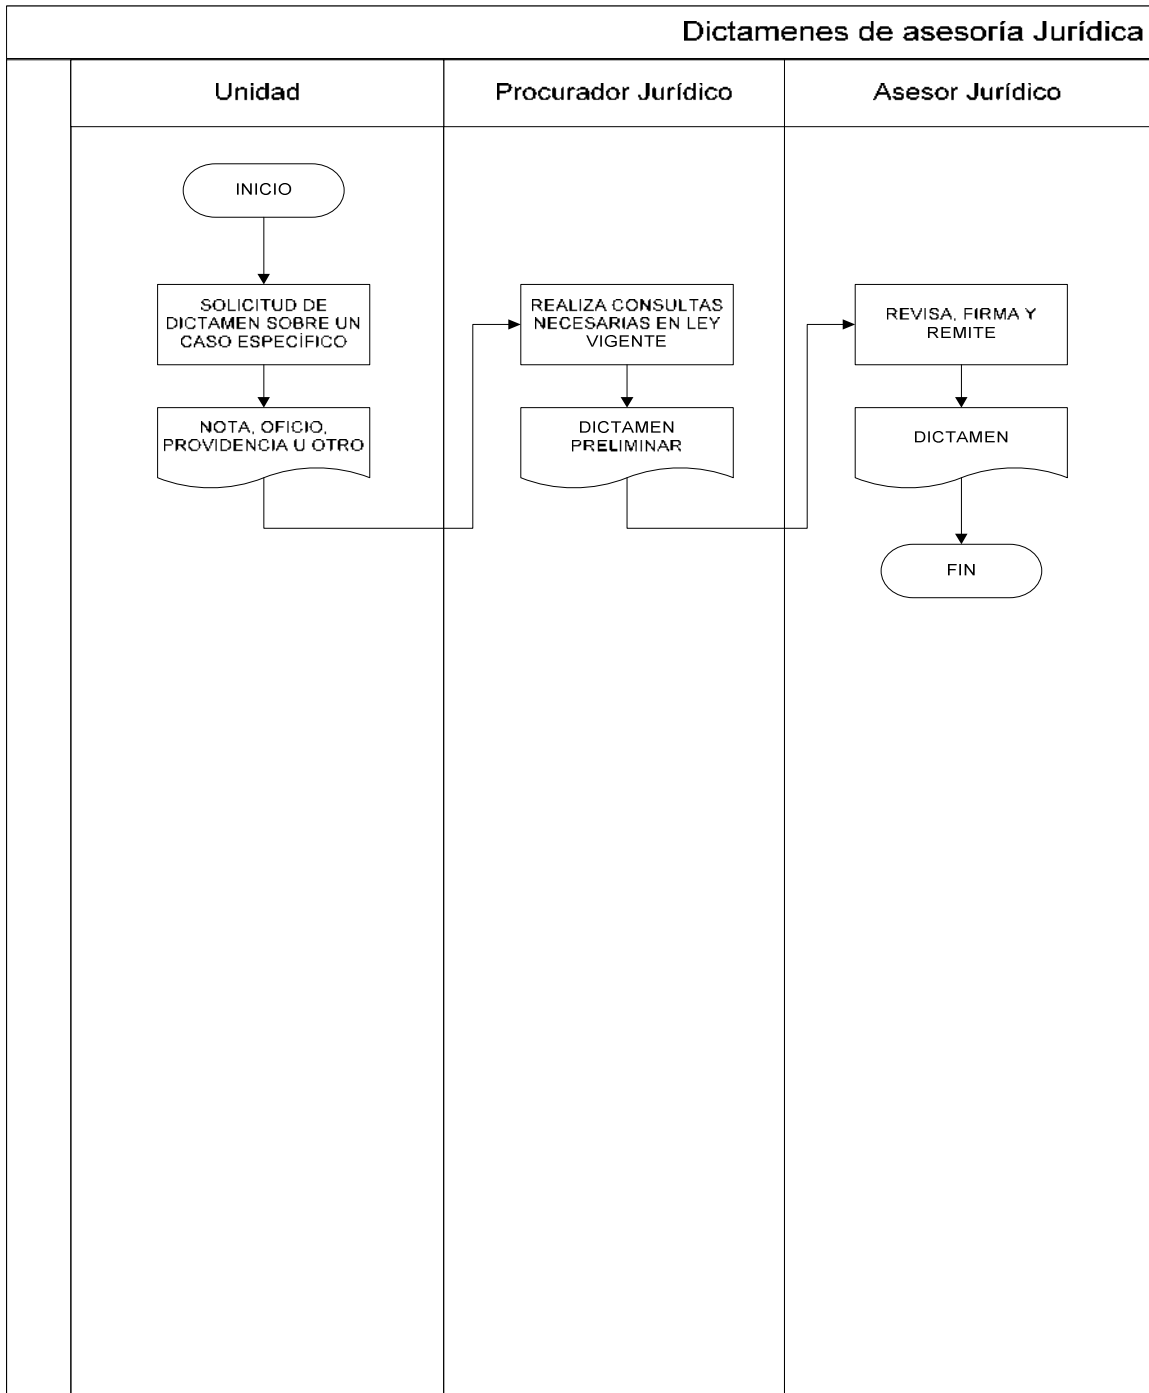 Dictamenes de asesoría Jurídica
Unidad
Procurador Jurídico
Asesor Jurídico
INICIO
SOLICITUD DE
DICTAMEN SOBRE UN
CASO ESPECÍFICO
NOTA, OFICIO,
PROVIDENCIA U OTRO
REALIZA CONSULTAS
NECESARIAS EN LEY
VIGENTE
DICTAMEN
PRELIMINAR
REVISA, FIRMA Y
REMITE
DICTAMEN
FIN